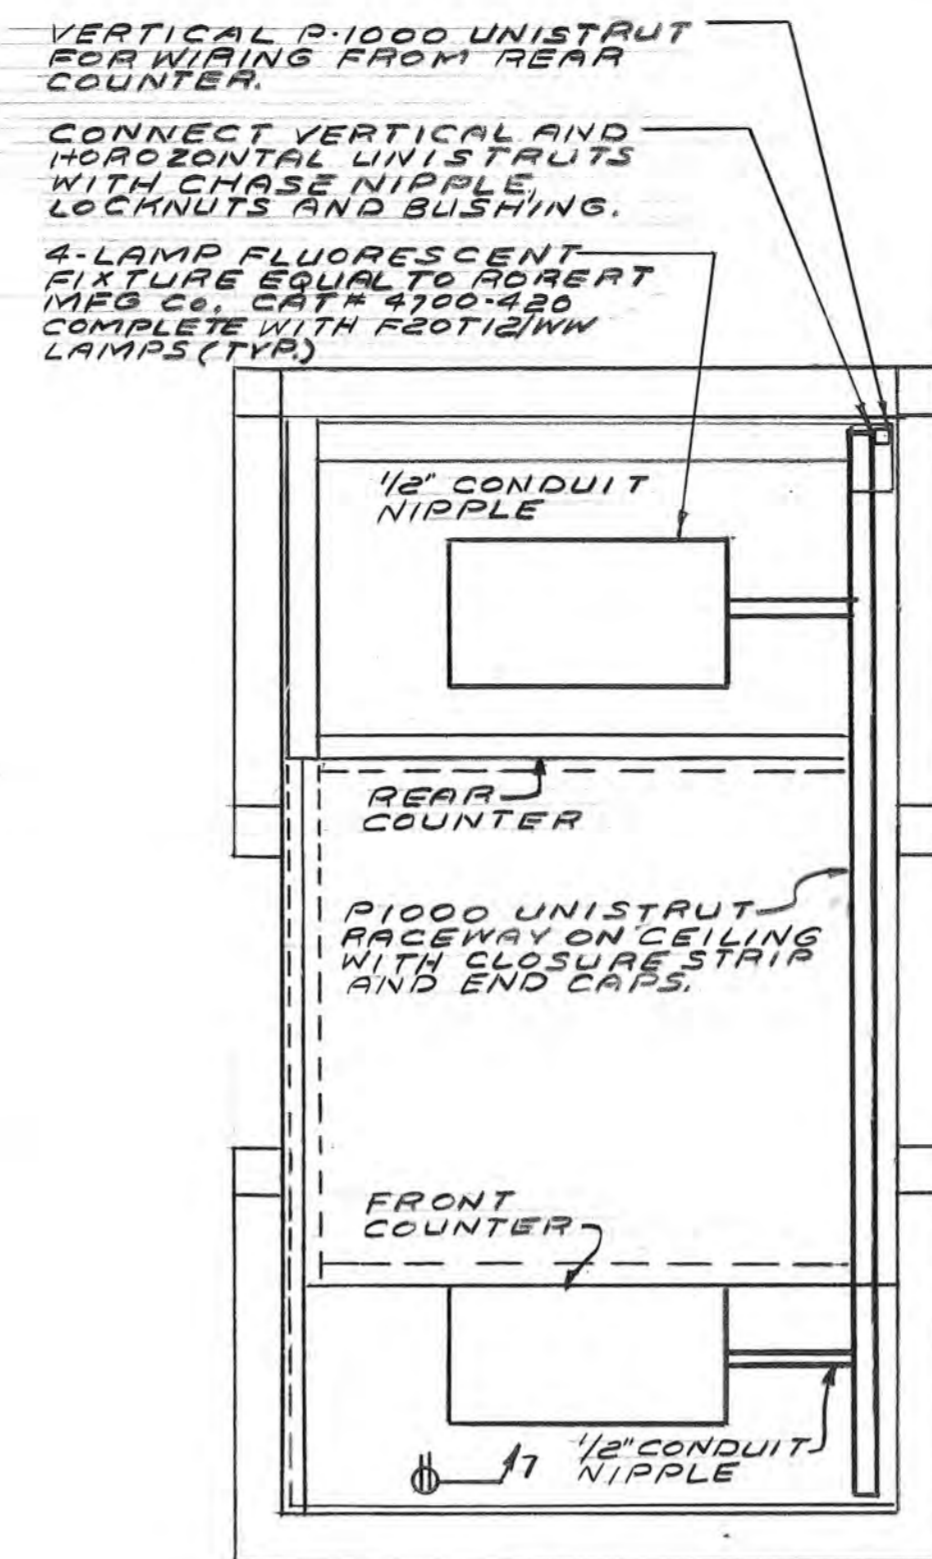 VERTICAL P-1000 UNISTRUT
FOR WIRING FROM REAR
COUNTER.
CONNECT VERTICAL AND
HOROZONTAL UNISTRUTS
WITH CHASE NIPPLE,
LOCKNUTS AND BUSHING.
4-LAMP FLUORESCENT
FIXTURE EQUAL TO ROBERT
MFG CO. CAT# 4700-420
COMPLETE WITH F20T12/WW
LAMPS (TYP.)
1/2" CONDUIT
NIPPLE
REAR
COUNTER
P1000 UNISTRUT
RACEWAY ON CEILING
WITH CLOSURE STRIP
AND END CAPS.
FRONT
COUNTER
7
1/2" CONDUIT
NIPPLE